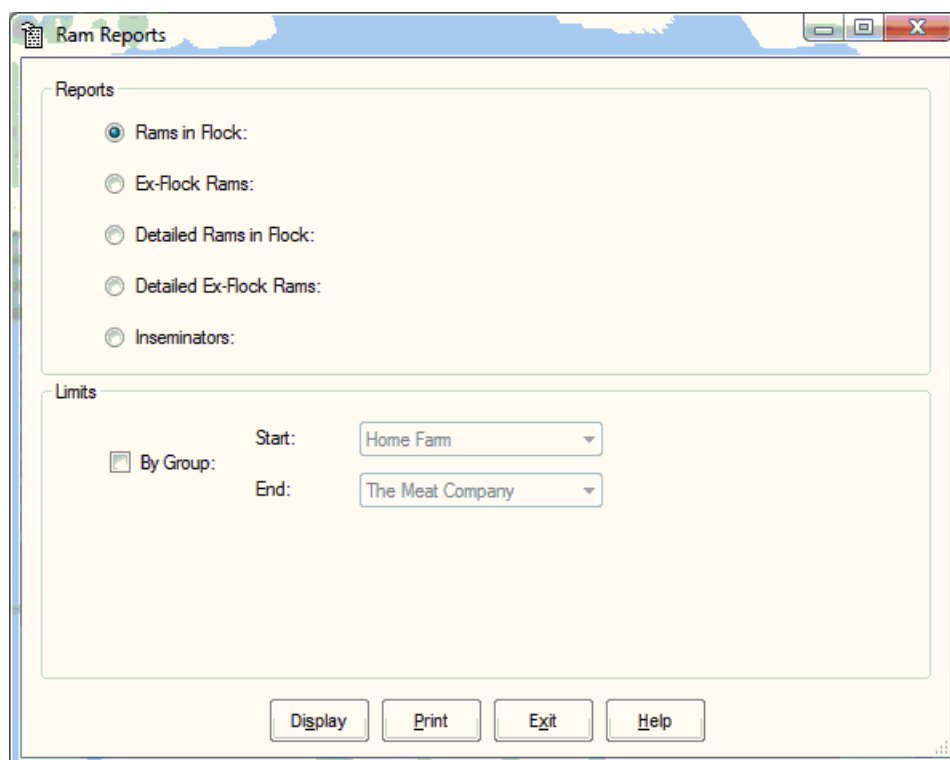 Ram Reports
Reports
Rams in Flock:
Ex-Flock Rams:
Detailed Rams in Flock:
Detailed Ex-Flock Rams:
Inseminators:
Limits
By Group:
Start:
Home Farm
End:
The Meat Company
Display Print Exit Help